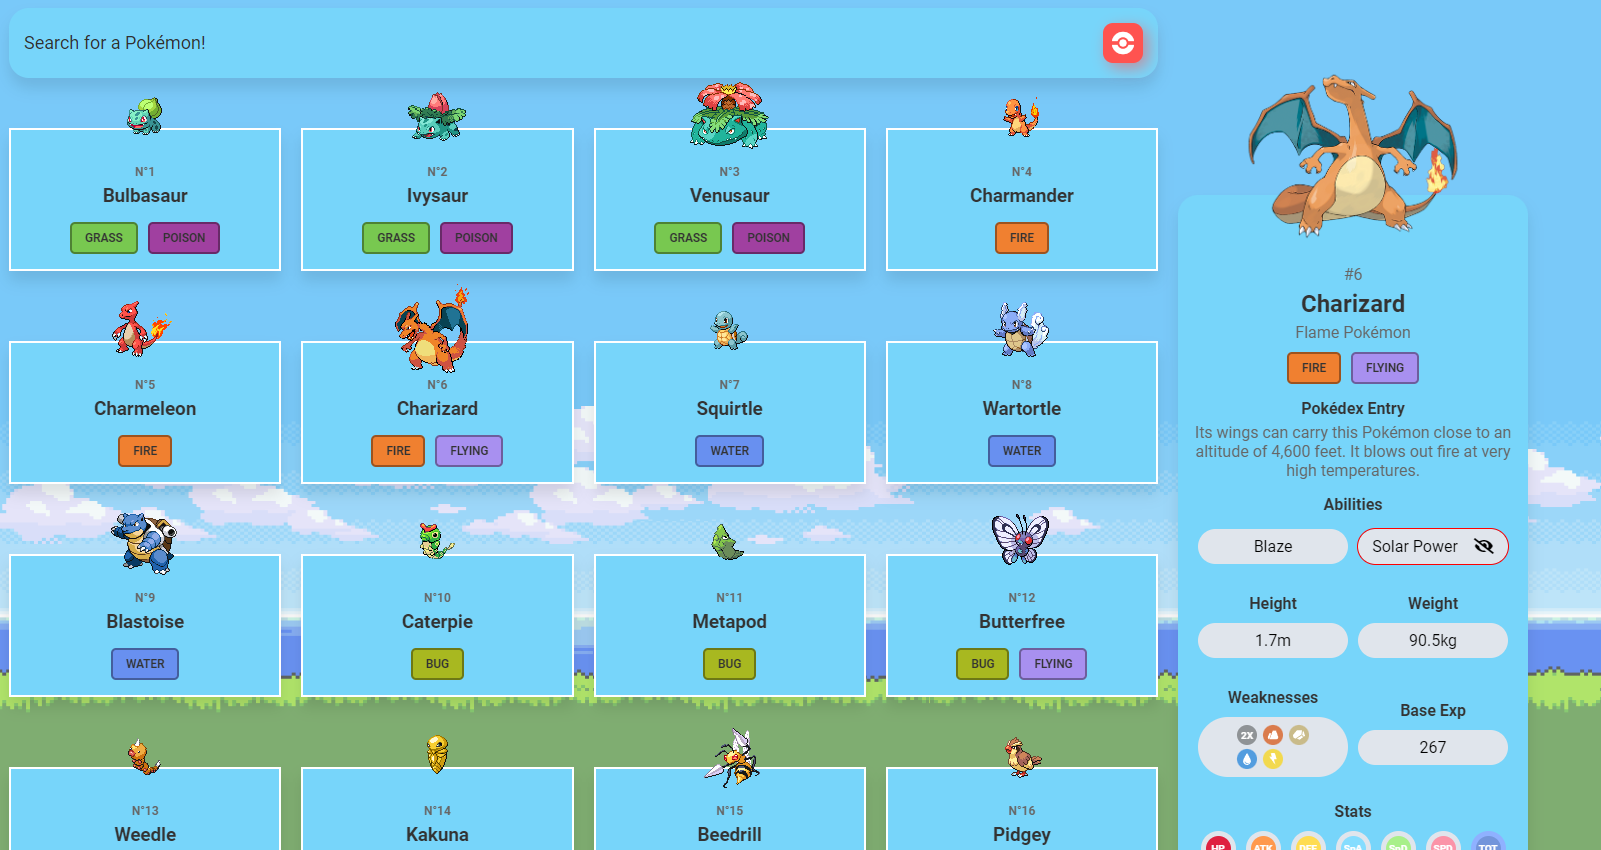 Search for a Pokémon!
N°1
Bulbasaur
GRASS POISON
N°2
Ivysaur
GRASS POISON
N°3
Venusaur
GRASS POISON
N°4
Charmander
FIRE
N°5
Charmeleon
FIRE
N°6
Charizard
FIRE FLYING
N°7
Squirtle
WATER
N°8
Wartortle
WATER
N°9
Blastoise
WATER
N°10
Caterpie
BUG
N°11
Metapod
BUG
N°12
Butterfree
BUG FLYING
N°13
Weedle
N°14
Kakuna
N°15
Beedrill
N°16
Pidgey
#6
Charizard
Flame Pokémon
FIRE FLYING
Pokédex Entry
Its wings can carry this Pokémon close to an
altitude of 4,600 feet. It blows out fire at very
high temperatures.
Abilities
Blaze Solar Power
Height Weight
1.7m 90.5kg
Weaknesses
Base Exp
2X
267
Stats
HP ATK DEF SpA SpD SPD TOT